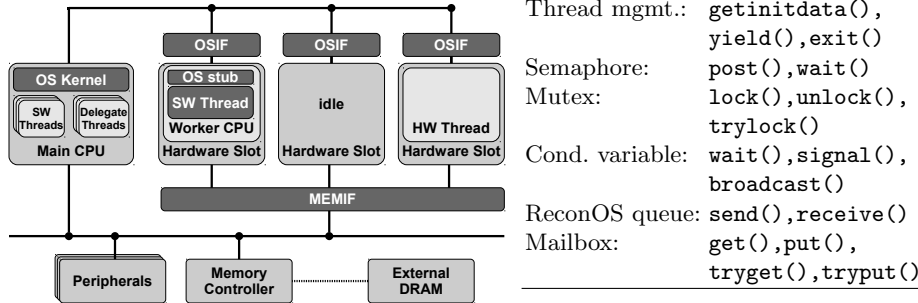 OSIF
OSIF
OSIF
OS Kernel
SW Threads
Delegate Threads
Main CPU
OS stub
SW Thread
Worker CPU
Hardware Slot
idle
Hardware Slot
HW Thread
Hardware Slot
MEMIF
Peripherals
Memory Controller
External DRAM
Thread mgmt.: getinitdata(),
yield(),exit()
Semaphore: post(),wait()
Mutex: lock(),unlock(),
trylock()
Cond. variable: wait(),signal(),
broadcast()
ReconOS queue: send(),receive()
Mailbox: get(),put(),
tryget(),tryput()